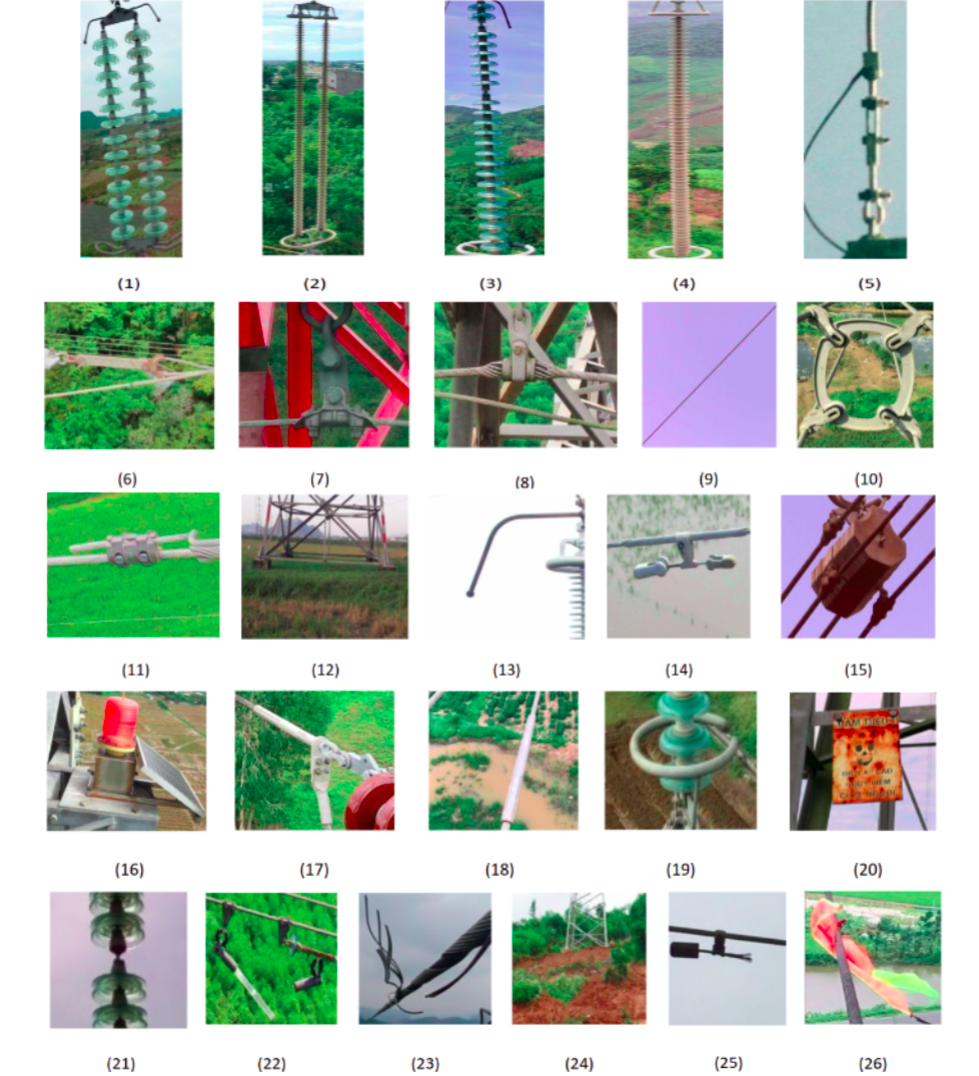 (1) (2) (3) (4) (5)
(6) (7) (8) (9) (10)
(11) (12) (13) (14) (15)
(16) (17) (18) (19) (20)
(21) (22) (23) (24) (25) (26)